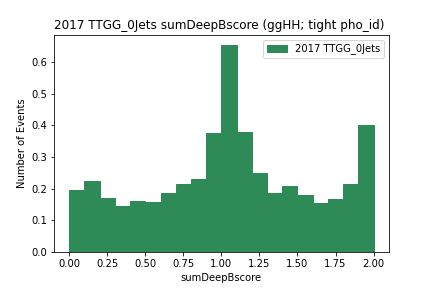 2017 TTGG_0Jets sumDeepBscore (ggHH; tight pho_id)
2017 TTGG_0Jets
Number of Events
0.6
0.5
0.4
0.3
0.2
0.1
0.0
0.00 0.25 0.50 0.75 1.00 1.25 1.50 1.75 2.00
sumDeepBscore